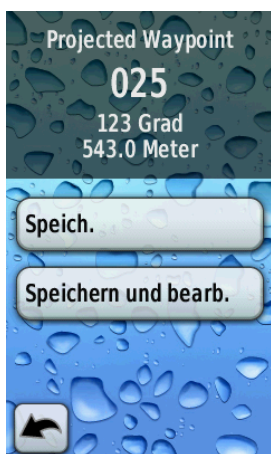 Projected Waypoint
025
123 Grad
543.0 Meter
Speich.
Speichern und bearb.